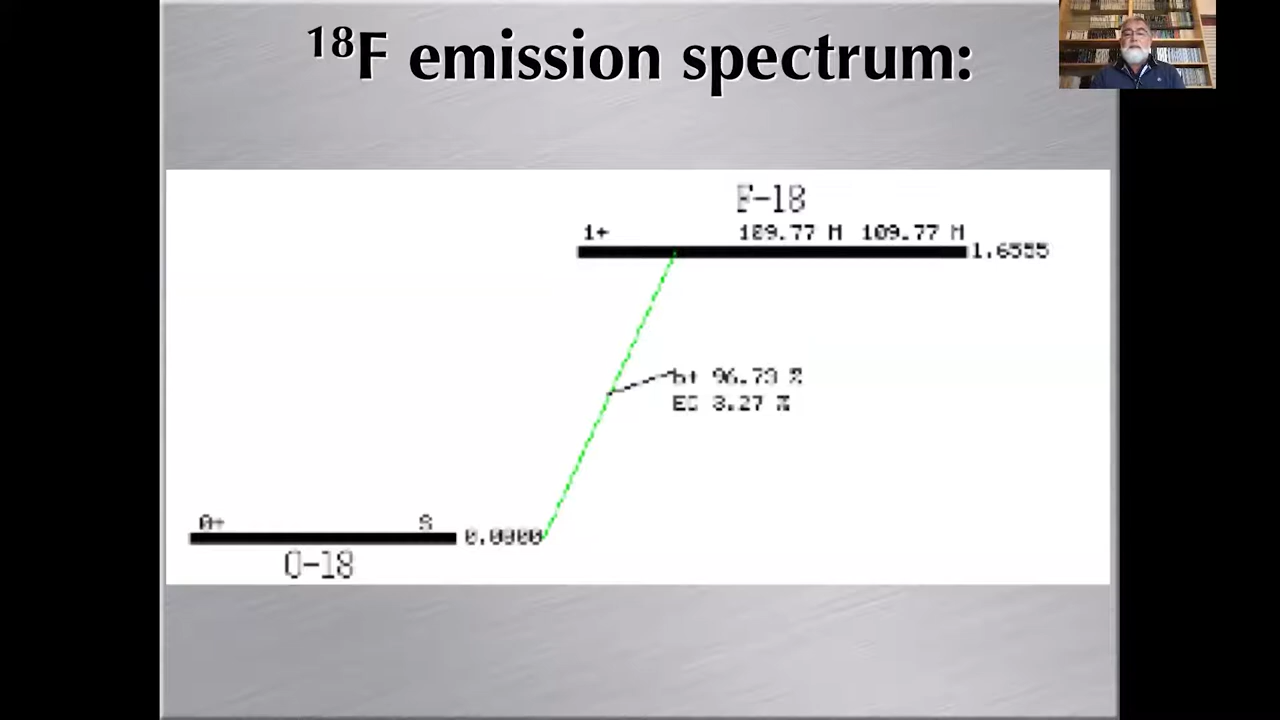 ¹⁸F emission spectrum:
F-18
1+ 109.77 M 109.77 M
1.6555
b+ 96.73 %
EC 3.27 %
0+ S
0.0000
O-18